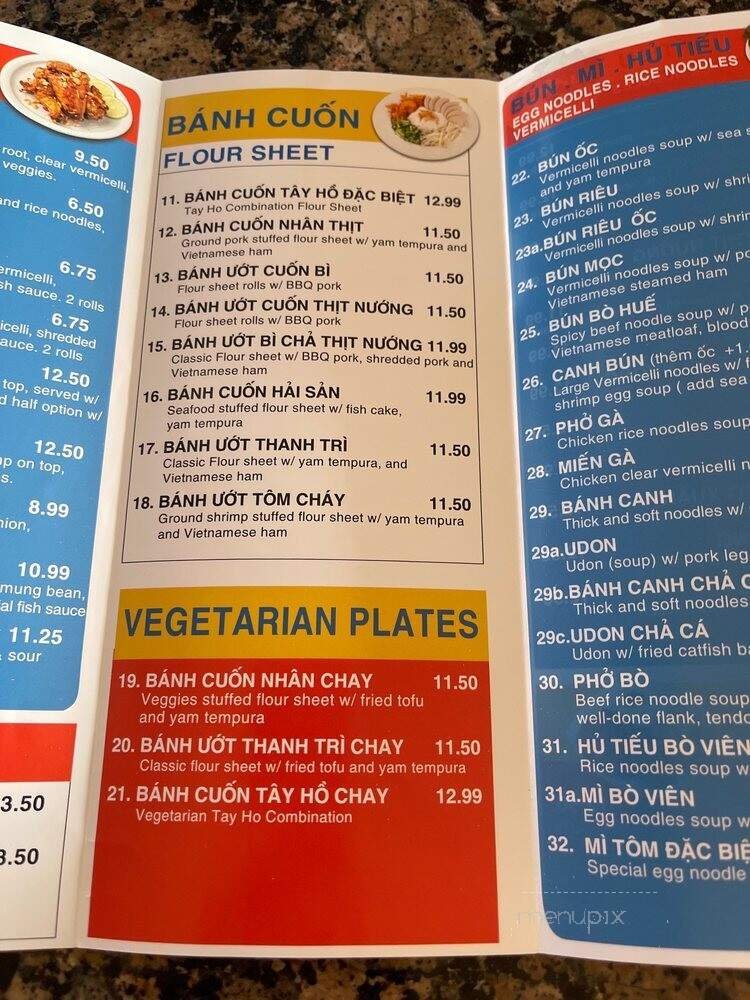 9.50
root, clear vermicelli,
veggies.
6.50
and rice noodles,
6.75
vermicelli,
sh sauce. 2 rolls
6.75
micelli, shredded
sauce. 2 rolls
12.50
top, served w/
d half option w/
12.50
p on top,
s.
8.99
nion,
10.99
mung bean,
ial fish sauce
11.25
& sour
3.50
3.50
BÁNH CUỐN
FLOUR SHEET
11. BÁNH CUỐN TÂY HỒ ĐẶC BIỆT 12.99
Tay Ho Combination Flour Sheet
12. BÁNH CUỐN NHÂN THỊT 11.50
Ground pork stuffed flour sheet w/ yam tempura and
Vietnamese ham
13. BÁNH ƯỚT CUỐN BÌ 11.50
Flour sheet rolls w/ BBQ pork
14. BÁNH ƯỚT CUỐN THỊT NƯỚNG 11.50
Flour sheet rolls w/ BBQ pork
15. BÁNH ƯỚT BÌ CHẢ THỊT NƯỚNG 11.99
Classic Flour sheet w/ BBQ pork, shredded pork and
Vietnamese ham
16. BÁNH CUỐN HẢI SẢN 11.99
Seafood stuffed flour sheet w/ fish cake,
yam tempura
17. BÁNH ƯỚT THANH TRÌ 11.50
Classic Flour sheet w/ yam tempura, and
Vietnamese ham
18. BÁNH ƯỚT TÔM CHÁY 11.50
Ground shrimp stuffed flour sheet w/ yam tempura
and Vietnamese ham
VEGETARIAN PLATES
19. BÁNH CUỐN NHÂN CHAY 11.50
Veggies stuffed flour sheet w/ fried tofu
and yam tempura
20. BÁNH ƯỚT THANH TRÌ CHAY 11.50
Classic flour sheet w/ fried tofu and yam tempura
21. BÁNH CUỐN TÂY HỒ CHAY 12.99
Vegetarian Tay Ho Combination
BÚN . MÌ . HỦ TIẾU
EGG NOODLES . RICE NOODLES
VERMICELLI
22. BÚN ỐC
Vermicelli noodles soup w/ sea s
and yam tempura
23. BÚN RIÊU
Vermicelli noodles soup w/ shri
23a.BÚN RIÊU ỐC
Vermicelli noodles soup w/ shrim
24. BÚN MỌC
Vermicelli noodles soup w/ po
Vietnamese steamed ham
25. BÚN BÒ HUẾ
Spicy beef noodle soup w/ p
Vietnamese meatloaf, blood
26. CANH BÚN (thêm ốc +1.
Large Vermicelli noodles w/ f
shrimp egg soup ( add sea
27. PHỞ GÀ
Chicken rice noodles soup
28. MIẾN GÀ
Chicken clear vermicelli n
29. BÁNH CANH
Thick and soft noodles w/
29a.UDON
Udon (soup) w/ pork leg
29b.BÁNH CANH CHẢ C
Thick and soft noodles
29c.UDON CHẢ CÁ
Udon w/ fried catfish ba
30. PHỞ BÒ
Beef rice noodle soup
well-done flank, tendo
31. HỦ TIẾU BÒ VIÊN
Rice noodles soup w
31a.MÌ BÒ VIÊN
Egg noodles soup w
32. MÌ TÔM ĐẶC BIỆ
Special egg noodle
menupix